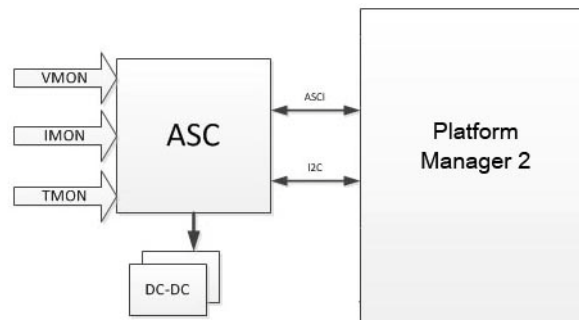 VMON
IMON
TMON
ASC
ASCI
I2C
DC-DC
Platform
Manager 2